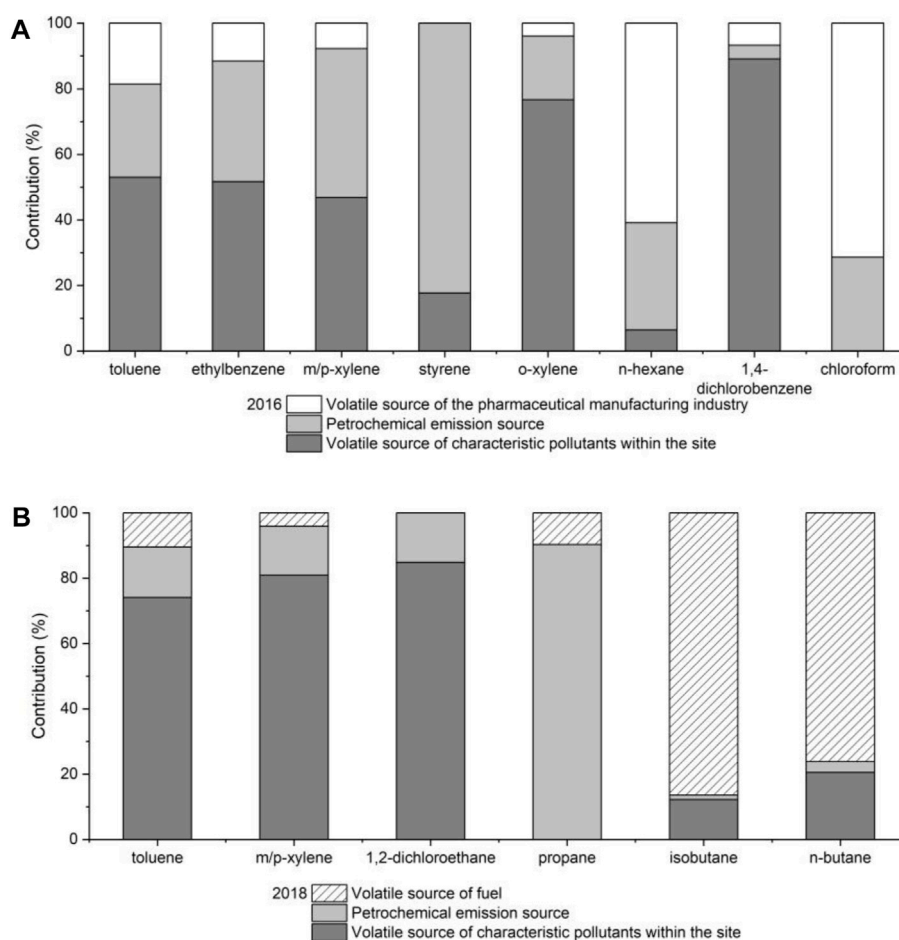 A
100
80
60
40
20
0
Contribution (%)
toluene ethylbenzene m/p-xylene styrene o-xylene n-hexane 1,4- chloroform
dichlorobenzene
2016 Volatile source of the pharmaceutical manufacturing industry
Petrochemical emission source
Volatile source of characteristic pollutants within the site
B
100
80
60
40
20
0
Contribution (%)
toluene m/p-xylene 1,2-dichloroethane propane isobutane n-butane
2018 Volatile source of fuel
Petrochemical emission source
Volatile source of characteristic pollutants within the site